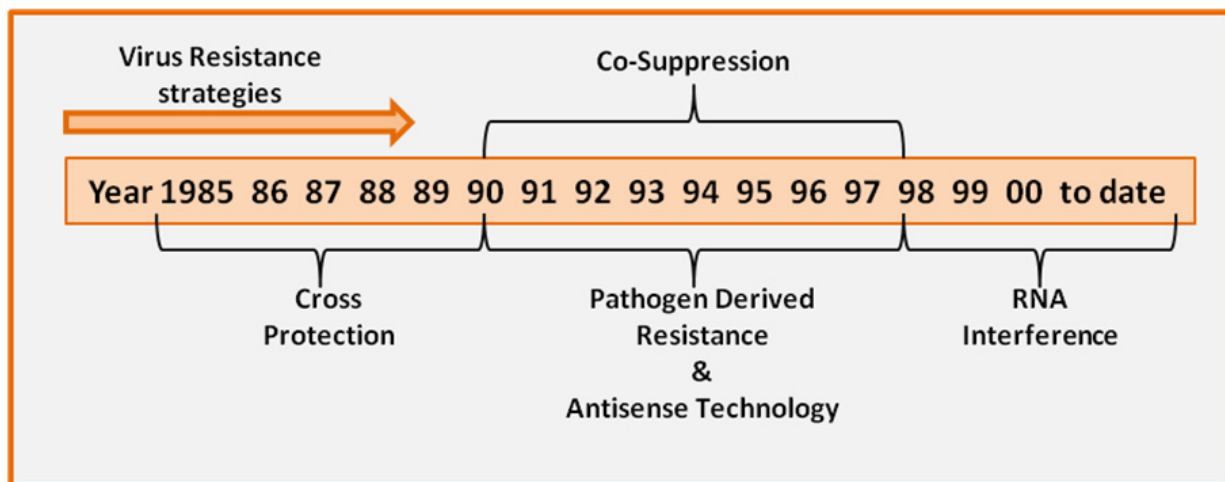 Virus Resistance
strategies
Co-Suppression
Year 1985 86 87 88 89 90 91 92 93 94 95 96 97 98 99 00 to date
Cross
Protection
Pathogen Derived
Resistance
&
Antisense Technology
RNA
Interference